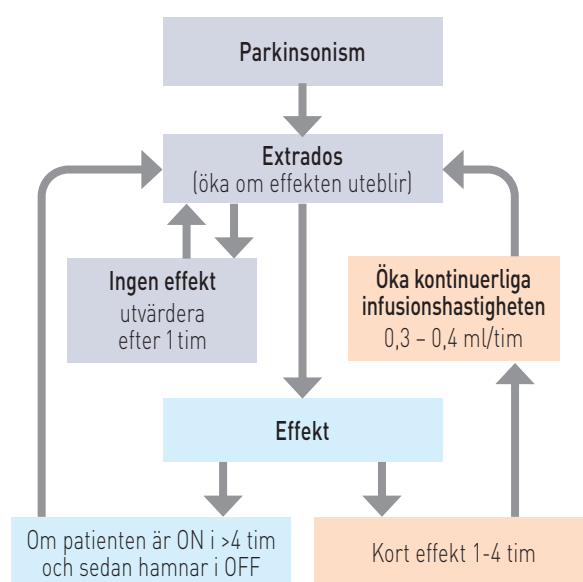 Parkinsonism
Extrados
(öka om effekten uteblir)
Ingen effekt
utvärdera
efter 1 tim
Öka kontinuerliga
infusionshastigheten
0,3 – 0,4 ml/tim
Effekt
Om patienten är ON i >4 tim
och sedan hamnar i OFF
Kort effekt 1-4 tim